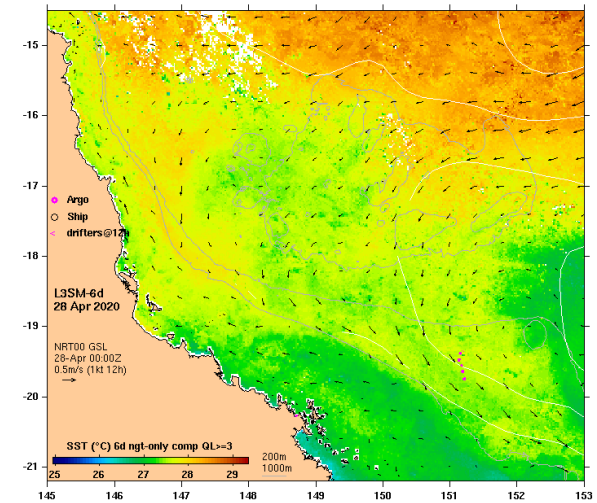 -15
-16
-17
-18
-19
-20
-21
Argo
Ship
< drifters@12h
L3SM-6d
28 Apr 2020
NRT00 GSL
28-Apr 00:00Z
0.5m/s (1kt 12h)
SST (°C) 6d ngt-only comp QL>=3
25 26 27 28 29
200m
1000m
145 146 147 148 149 150 151 152 153